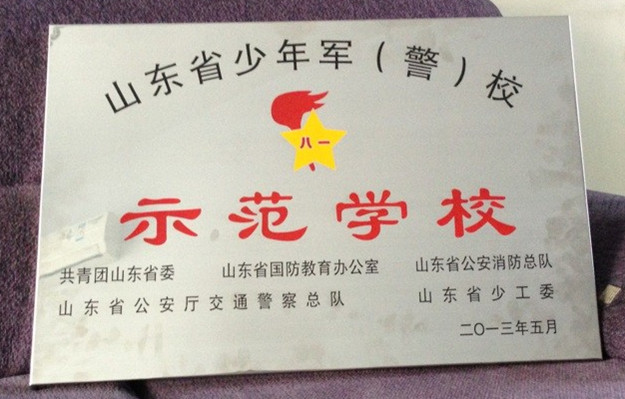 山东省少年军（警）校
八一
示范学校
共青团山东省委 山东省国防教育办公室 山东省公安消防总队
山东省公安厅交通警察总队 山东省少工委
二〇一三年五月